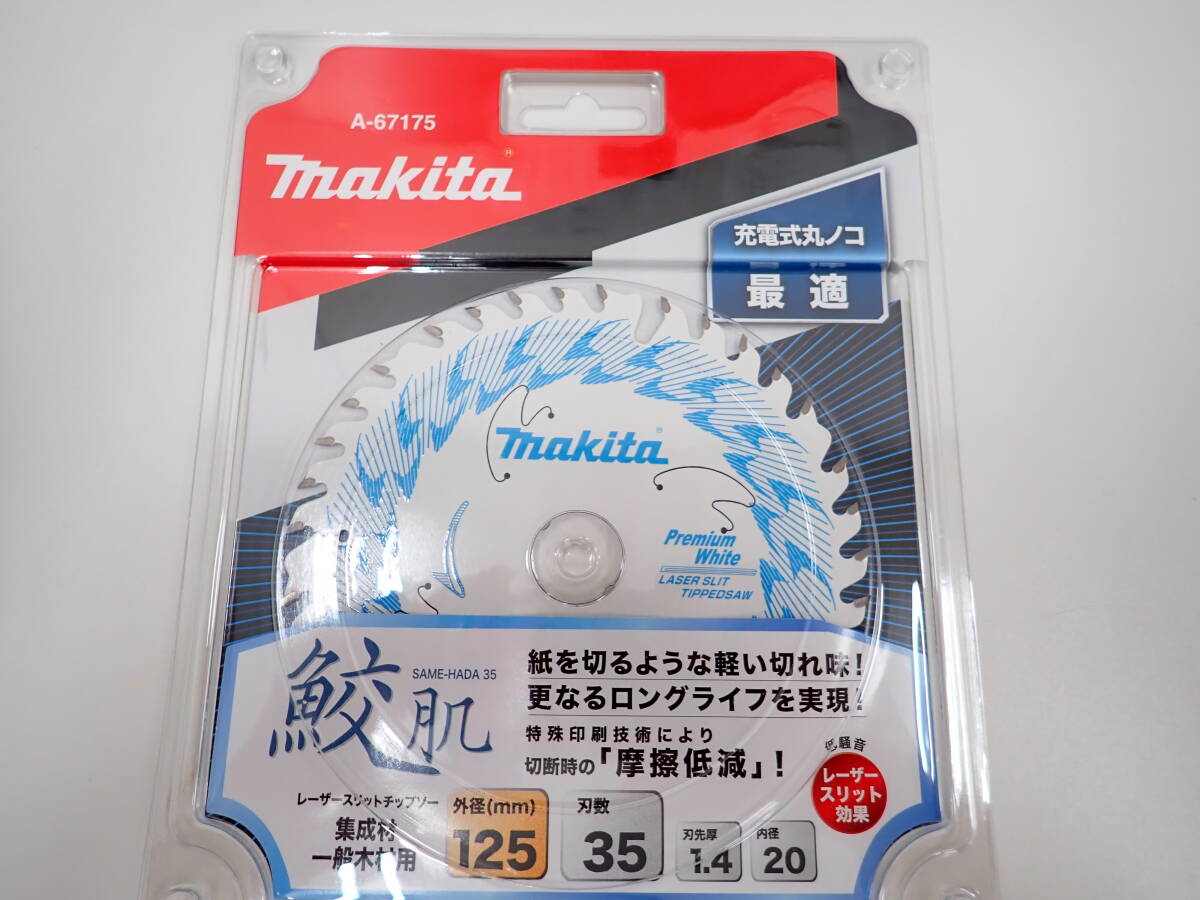 A-67175
makita®
充電式丸ノコ
最適
makita®
Premium
White
LASER SLIT
TIPPEDSAW
鮫肌
SAME-HADA 35
紙を切るような軽い切れ味!
更なるロングライフを実現!
特殊印刷技術により
切断時の「摩擦低減」!
低騒音
レーザー
スリット
効果
レーザースリットチップソー
集成材
一般木材用
外径(mm)
125
刃数
35
刃先厚
1.4
内径
20